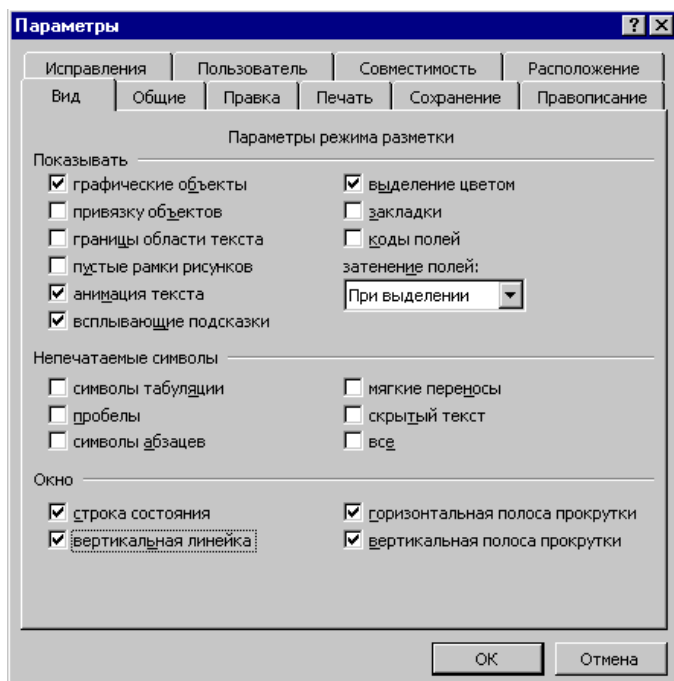 Параметры
Исправления Пользователь Совместимость Расположение
Вид Общие Правка Печать Сохранение Правописание
Параметры режима разметки
Показывать
графические объекты
привязку объектов
границы области текста
пустые рамки рисунков
анимация текста
всплывающие подсказки
выделение цветом
закладки
коды полей
затенение полей:
При выделении
Непечатаемые символы
символы табуляции
пробелы
символы абзацев
мягкие переносы
скрытый текст
все
Окно
строка состояния
вертикальная линейка
горизонтальная полоса прокрутки
вертикальная полоса прокрутки
ОК Отмена